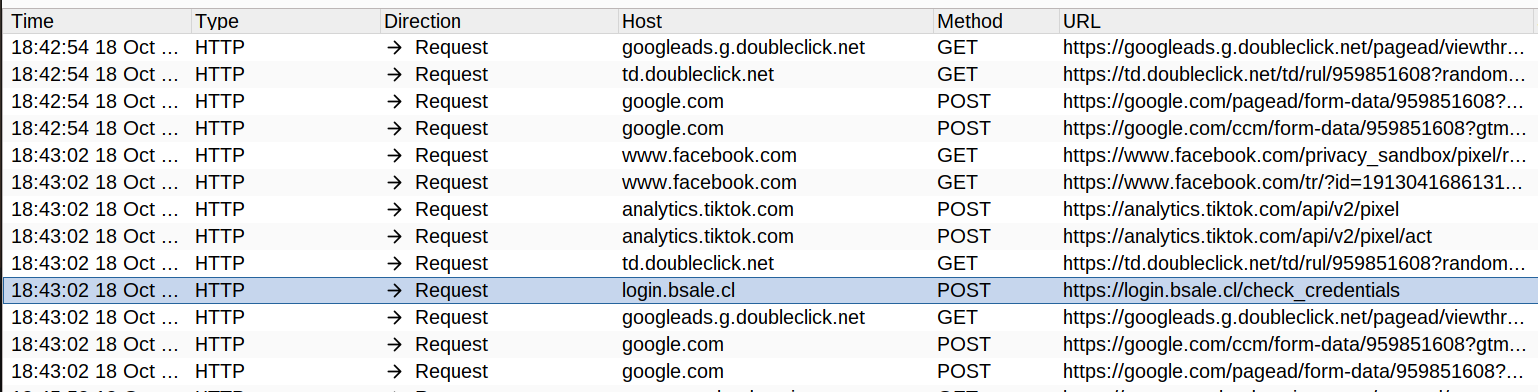 Time Type Direction Host Method URL
18:42:54 18 Oct ... HTTP → Request googleads.g.doubleclick.net GET https://googleads.g.doubleclick.net/pagead/viewthr...
18:42:54 18 Oct ... HTTP → Request td.doubleclick.net GET https://td.doubleclick.net/td/rul/959851608?random...
18:42:54 18 Oct ... HTTP → Request google.com POST https://google.com/pagead/form-data/959851608?...
18:42:54 18 Oct ... HTTP → Request google.com POST https://google.com/ccm/form-data/959851608?gtm...
18:43:02 18 Oct ... HTTP → Request www.facebook.com GET https://www.facebook.com/privacy_sandbox/pixel/r...
18:43:02 18 Oct ... HTTP → Request www.facebook.com GET https://www.facebook.com/tr/?id=1913041686131...
18:43:02 18 Oct ... HTTP → Request analytics.tiktok.com POST https://analytics.tiktok.com/api/v2/pixel
18:43:02 18 Oct ... HTTP → Request analytics.tiktok.com POST https://analytics.tiktok.com/api/v2/pixel/act
18:43:02 18 Oct ... HTTP → Request td.doubleclick.net GET https://td.doubleclick.net/td/rul/959851608?random...
18:43:02 18 Oct ... HTTP → Request login.bsale.cl POST https://login.bsale.cl/check_credentials
18:43:02 18 Oct ... HTTP → Request googleads.g.doubleclick.net GET https://googleads.g.doubleclick.net/pagead/viewthr...
18:43:02 18 Oct ... HTTP → Request google.com POST https://google.com/ccm/form-data/959851608?gtm...
18:43:02 18 Oct ... HTTP → Request google.com POST https://google.com/pagead/form-data/959851608?...